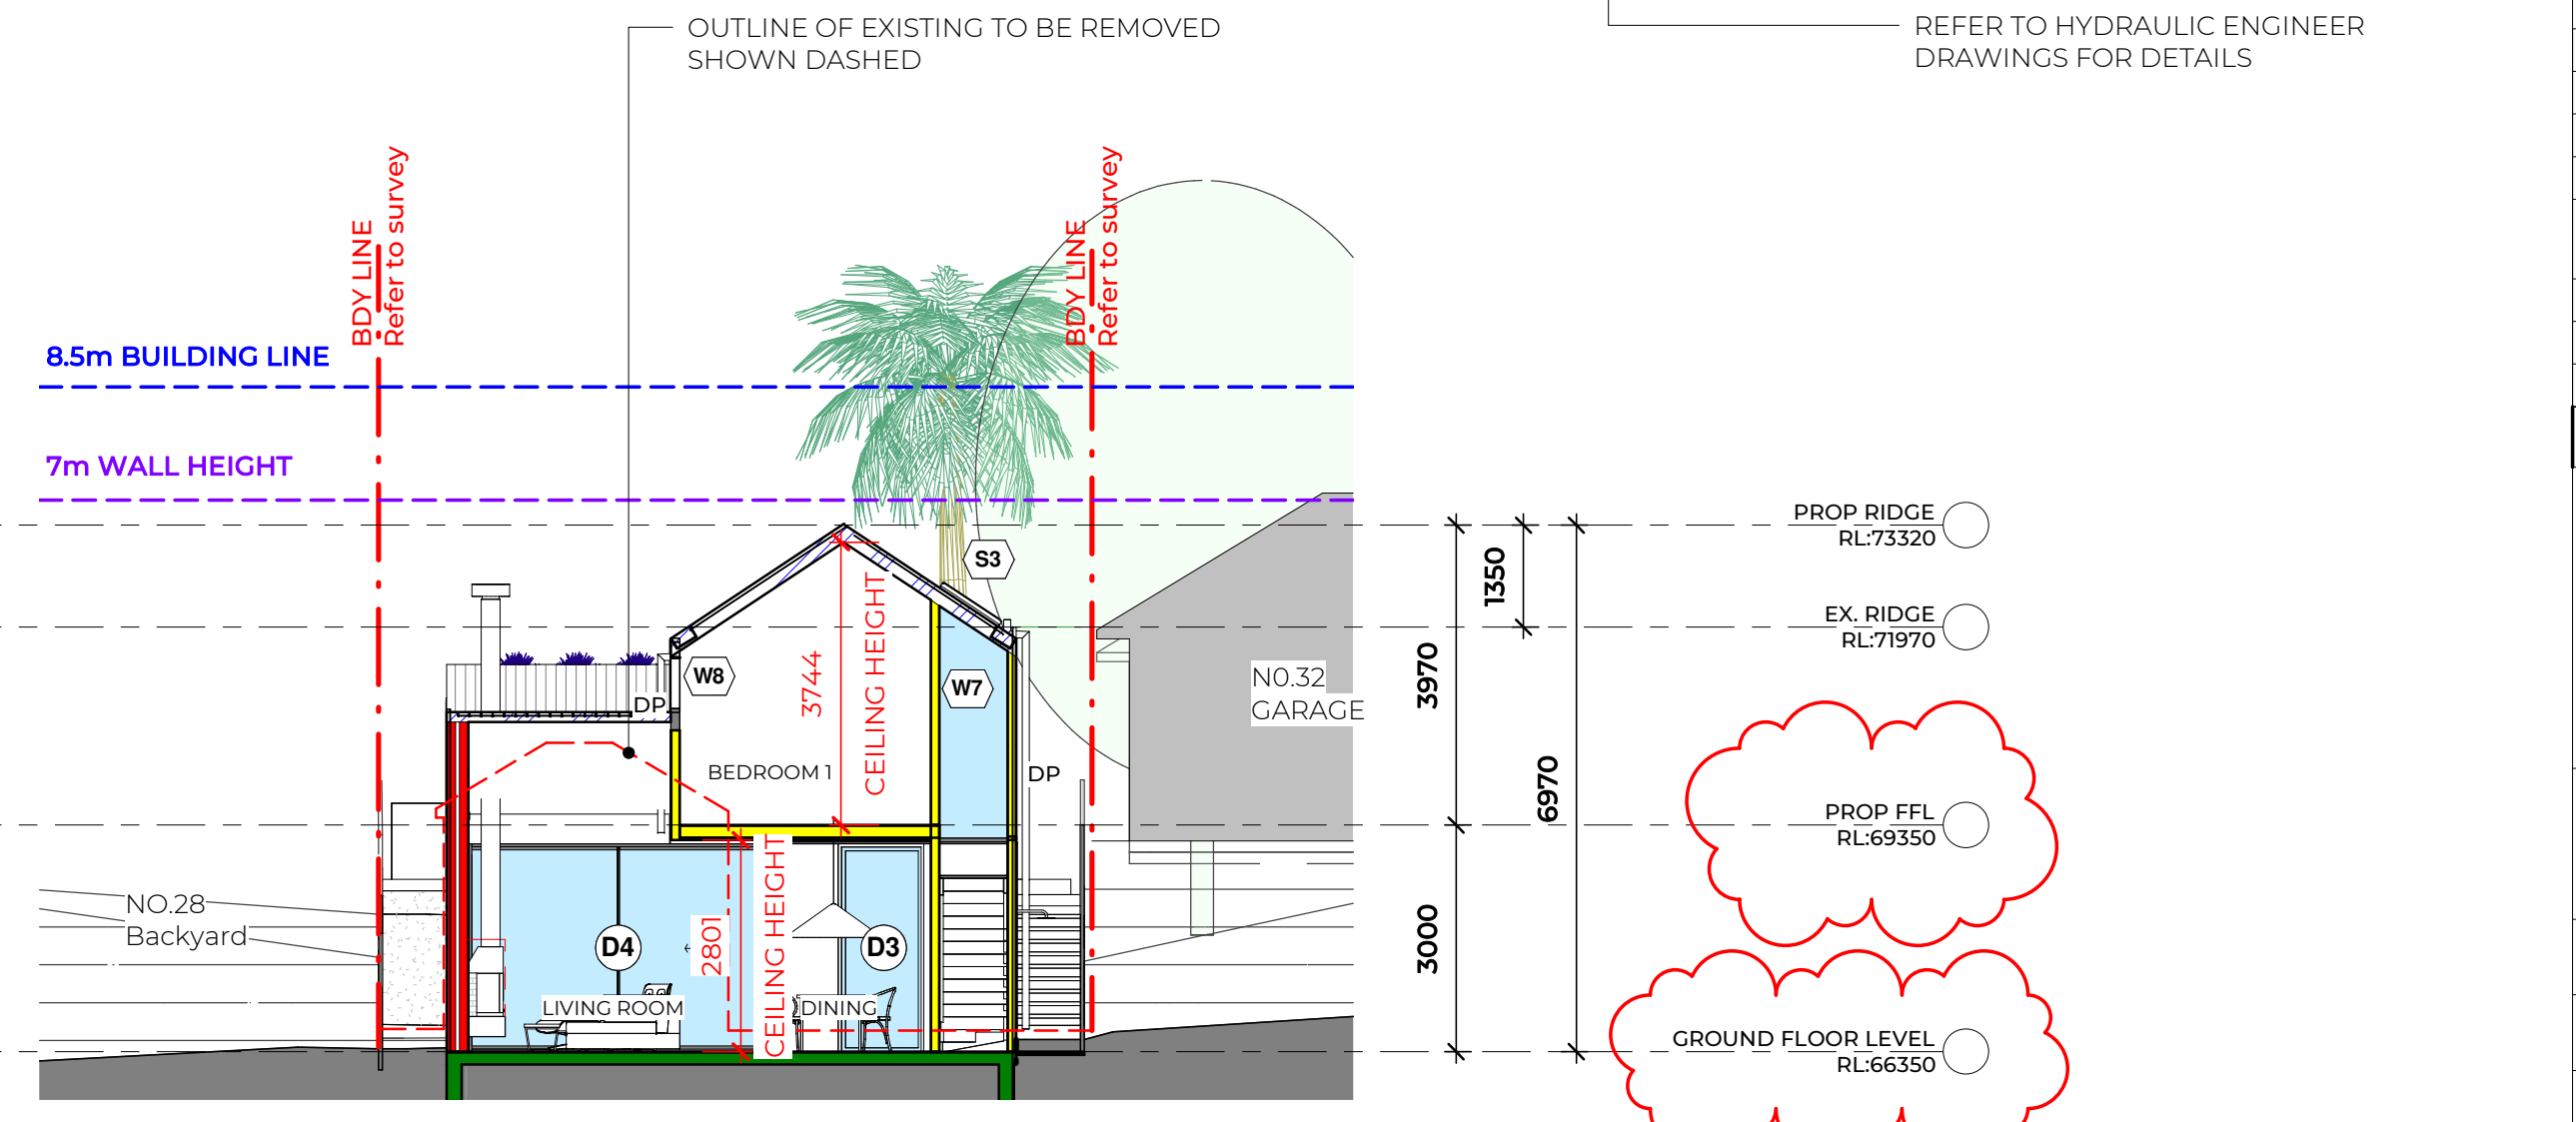 OUTLINE OF EXISTING TO BE REMOVED
SHOWN DASHED
REFER TO HYDRAULIC ENGINEER
DRAWINGS FOR DETAILS
BDY LINE
Refer to survey
BDY LINE
Refer to survey
8.5m BUILDING LINE
7m WALL HEIGHT
PROP RIDGE
RL:73320
S3
1350
EX. RIDGE
RL:71970
W8
W7
3744
CEILING HEIGHT
3970
N0.32
GARAGE
DP
BEDROOM 1
DP
6970
PROP FFL
RL:69350
NO.28
Backyard
D4
2801
CEILING HEIGHT
D3
3000
LIVING ROOM
DINING
GROUND FLOOR LEVEL
RL:66350